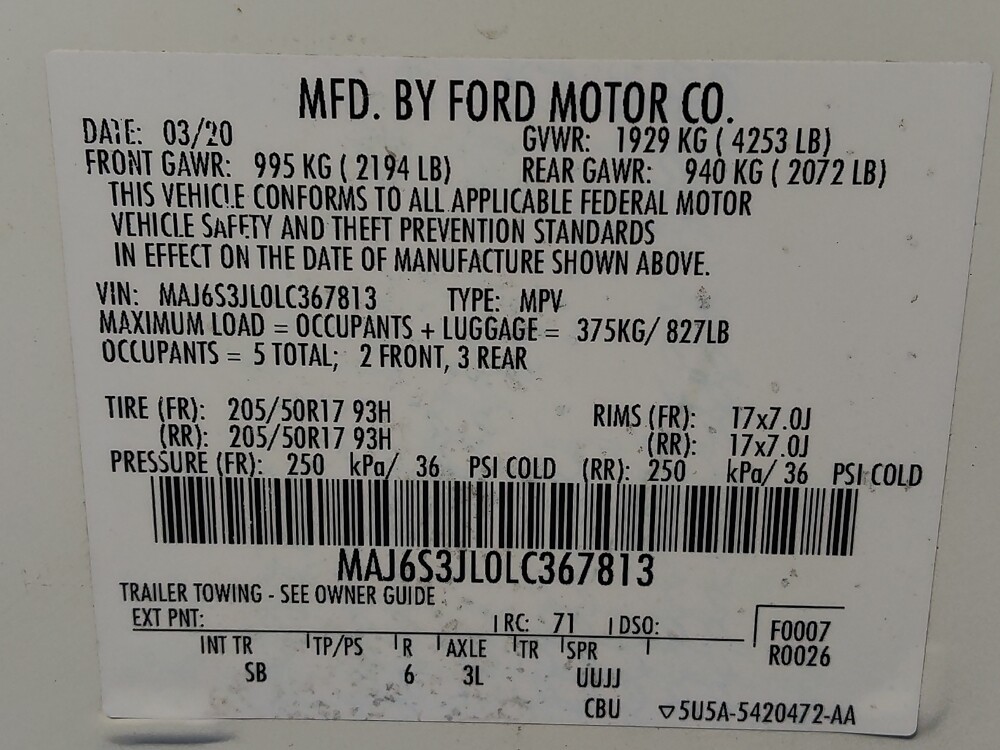 MFD. BY FORD MOTOR CO.
DATE: 03/20 GVWR: 1929 KG ( 4253 LB)
FRONT GAWR: 995 KG ( 2194 LB) REAR GAWR: 940 KG ( 2072 LB)
THIS VEHICLE CONFORMS TO ALL APPLICABLE FEDERAL MOTOR
VEHICLE SAFETY AND THEFT PREVENTION STANDARDS
IN EFFECT ON THE DATE OF MANUFACTURE SHOWN ABOVE.
VIN: MAJ6S3JL0LC367813 TYPE: MPV
MAXIMUM LOAD = OCCUPANTS + LUGGAGE = 375KG/ 827LB
OCCUPANTS = 5 TOTAL; 2 FRONT, 3 REAR
TIRE (FR): 205/50R17 93H RIMS (FR): 17x7.0J
(RR): 205/50R17 93H (RR): 17x7.0J
PRESSURE (FR): 250 kPa/ 36 PSI COLD (RR): 250 kPa/ 36 PSI COLD
MAJ6S3JL0LC367813
TRAILER TOWING - SEE OWNER GUIDE
EXT PNT: RC: 71 DSO: F0007
R0026
INT TR TP/PS R AXLE TR SPR
SB 6 3L UUJJ
CBU ▽5U5A-5420472-AA